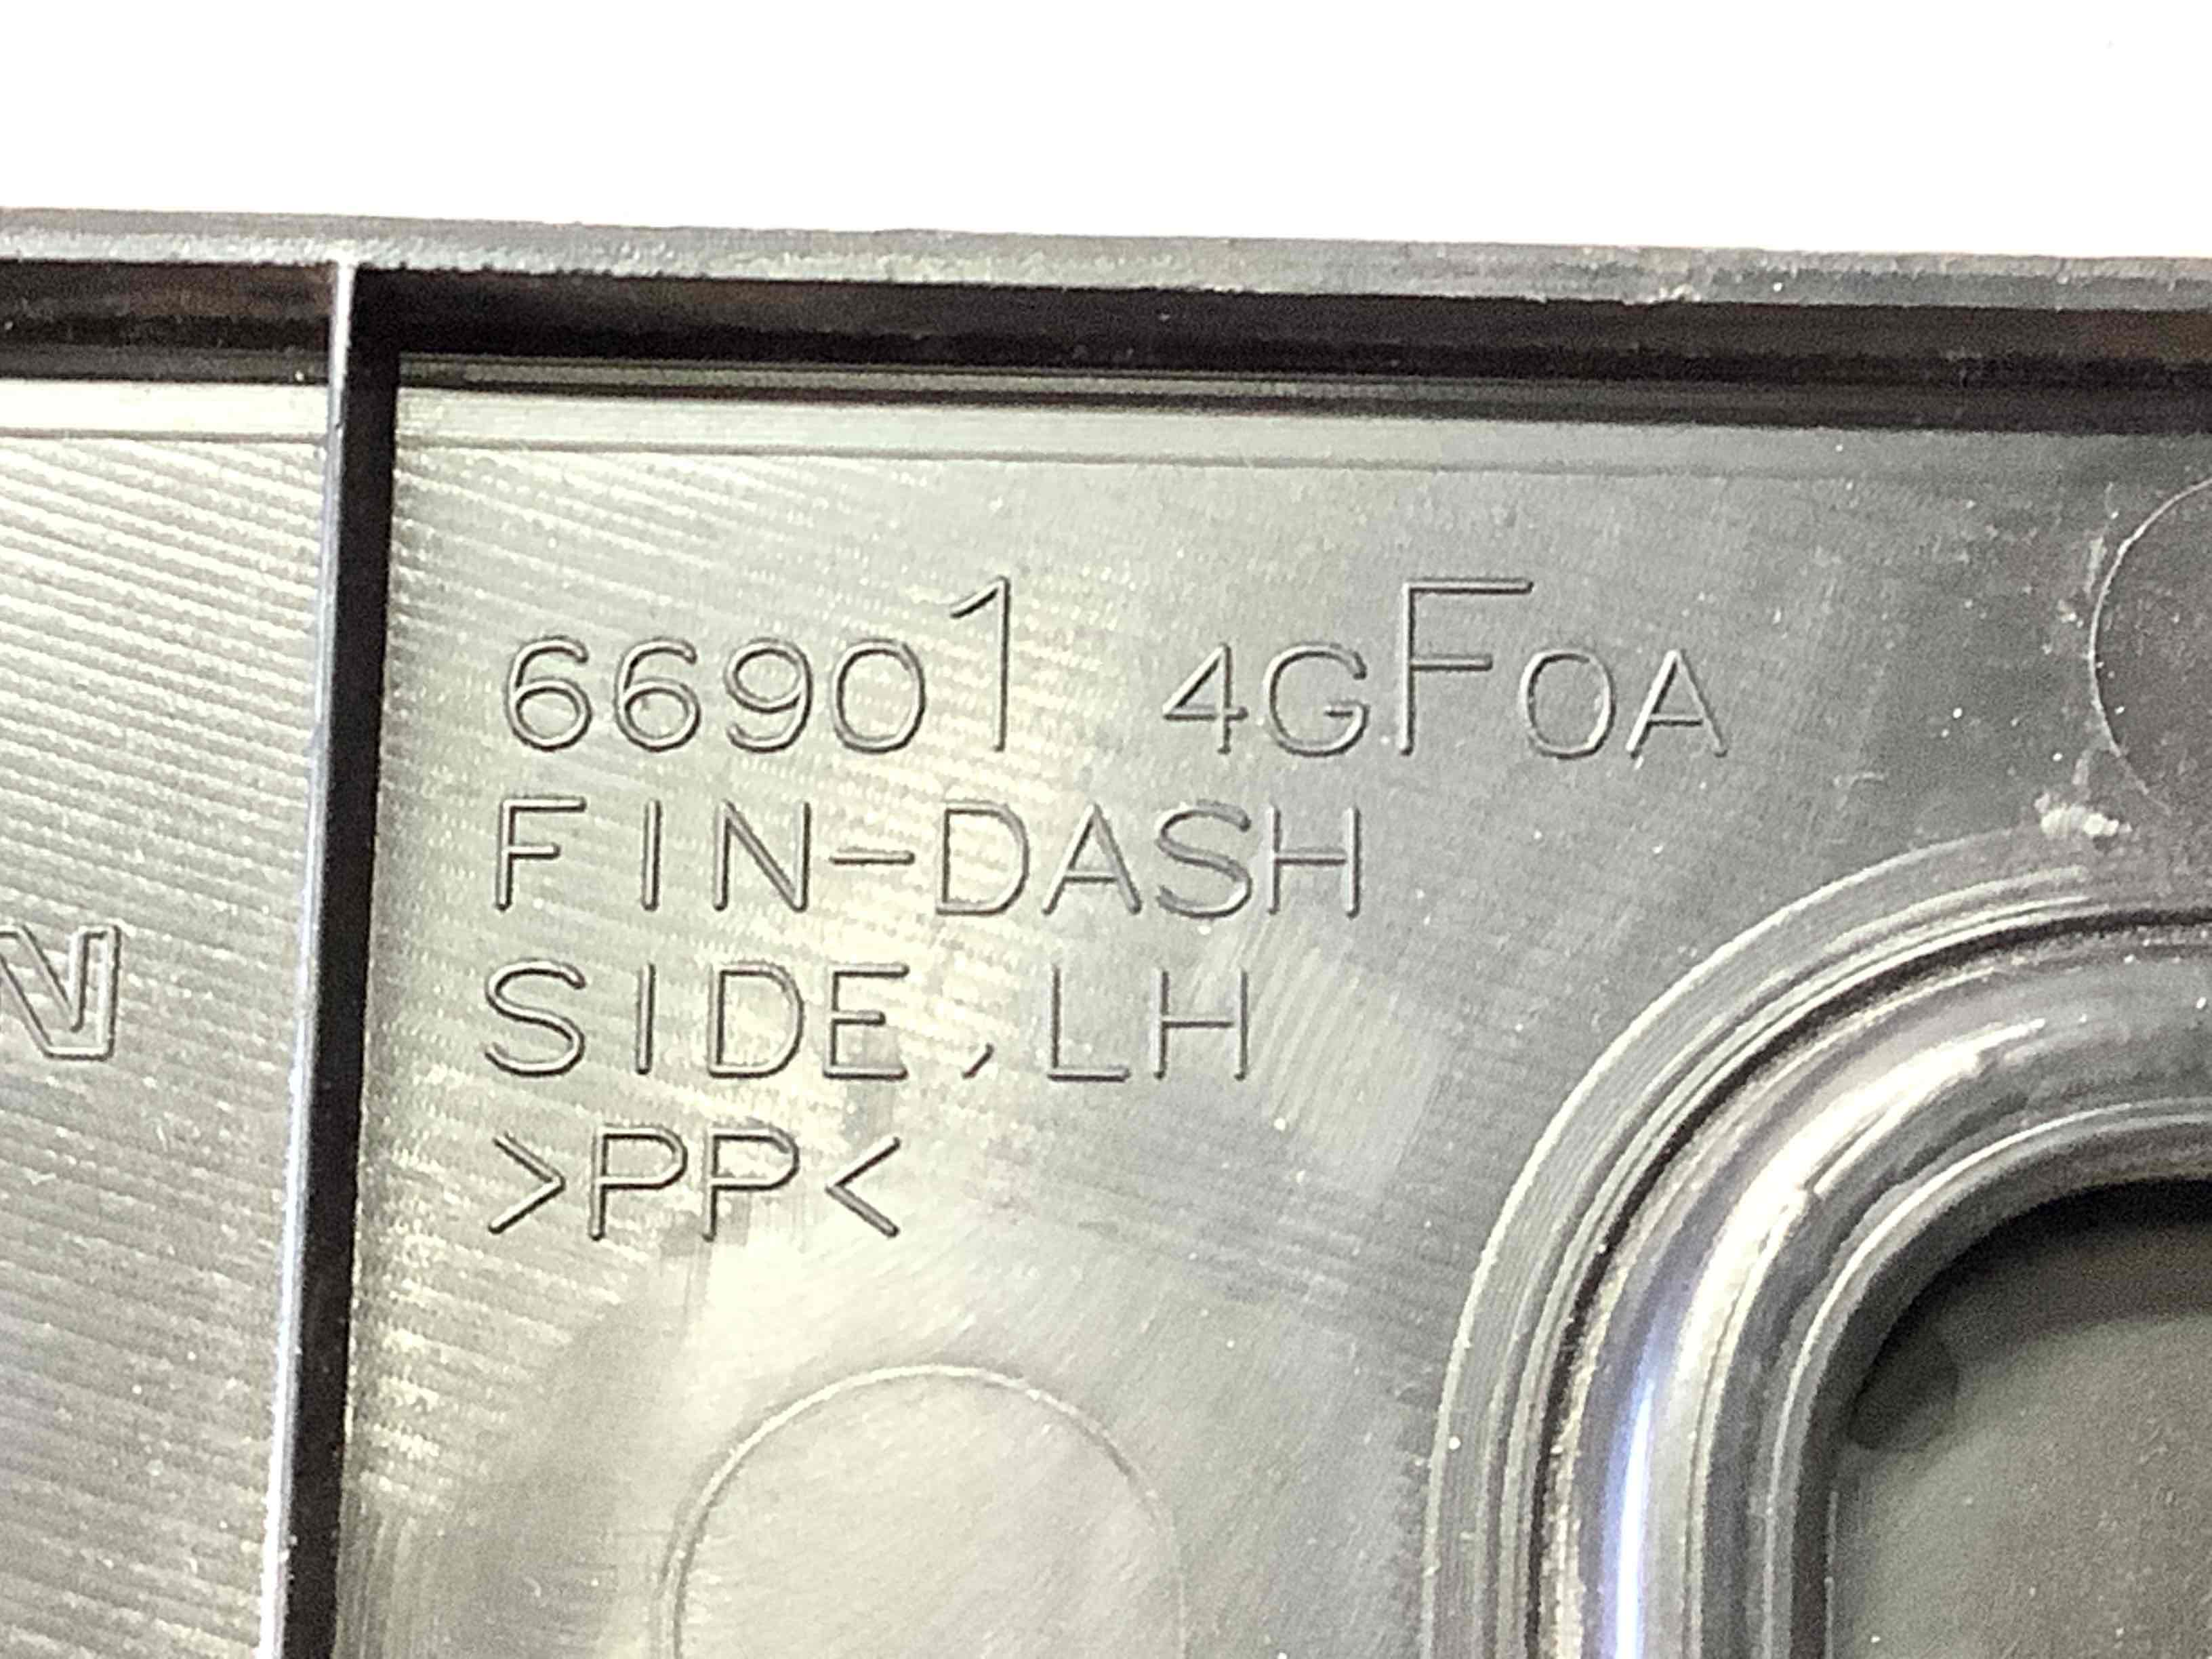 66901 4GF0A
FIN-DASH
SIDE,LH
>PP<
N